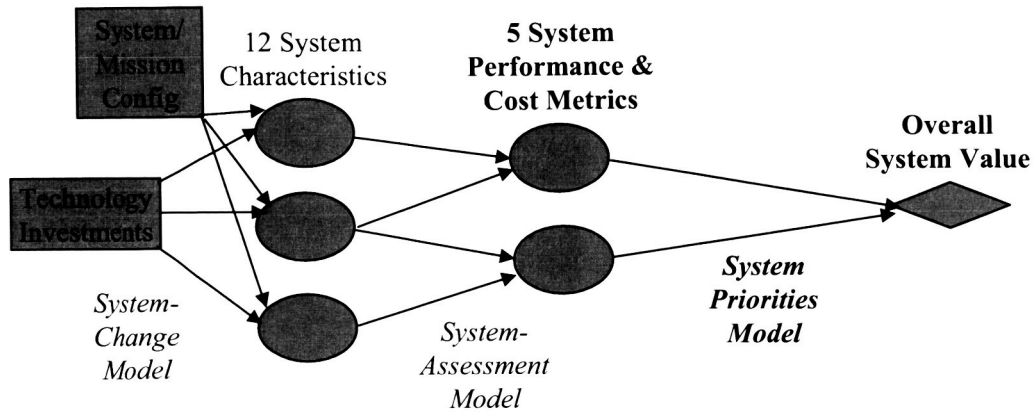 System/
Mission
Config
12 System
Characteristics
5 System
Performance &
Cost Metrics
Overall
System Value
Technology
Investments
System-
Change
Model
System-
Assessment
Model
System
Priorities
Model